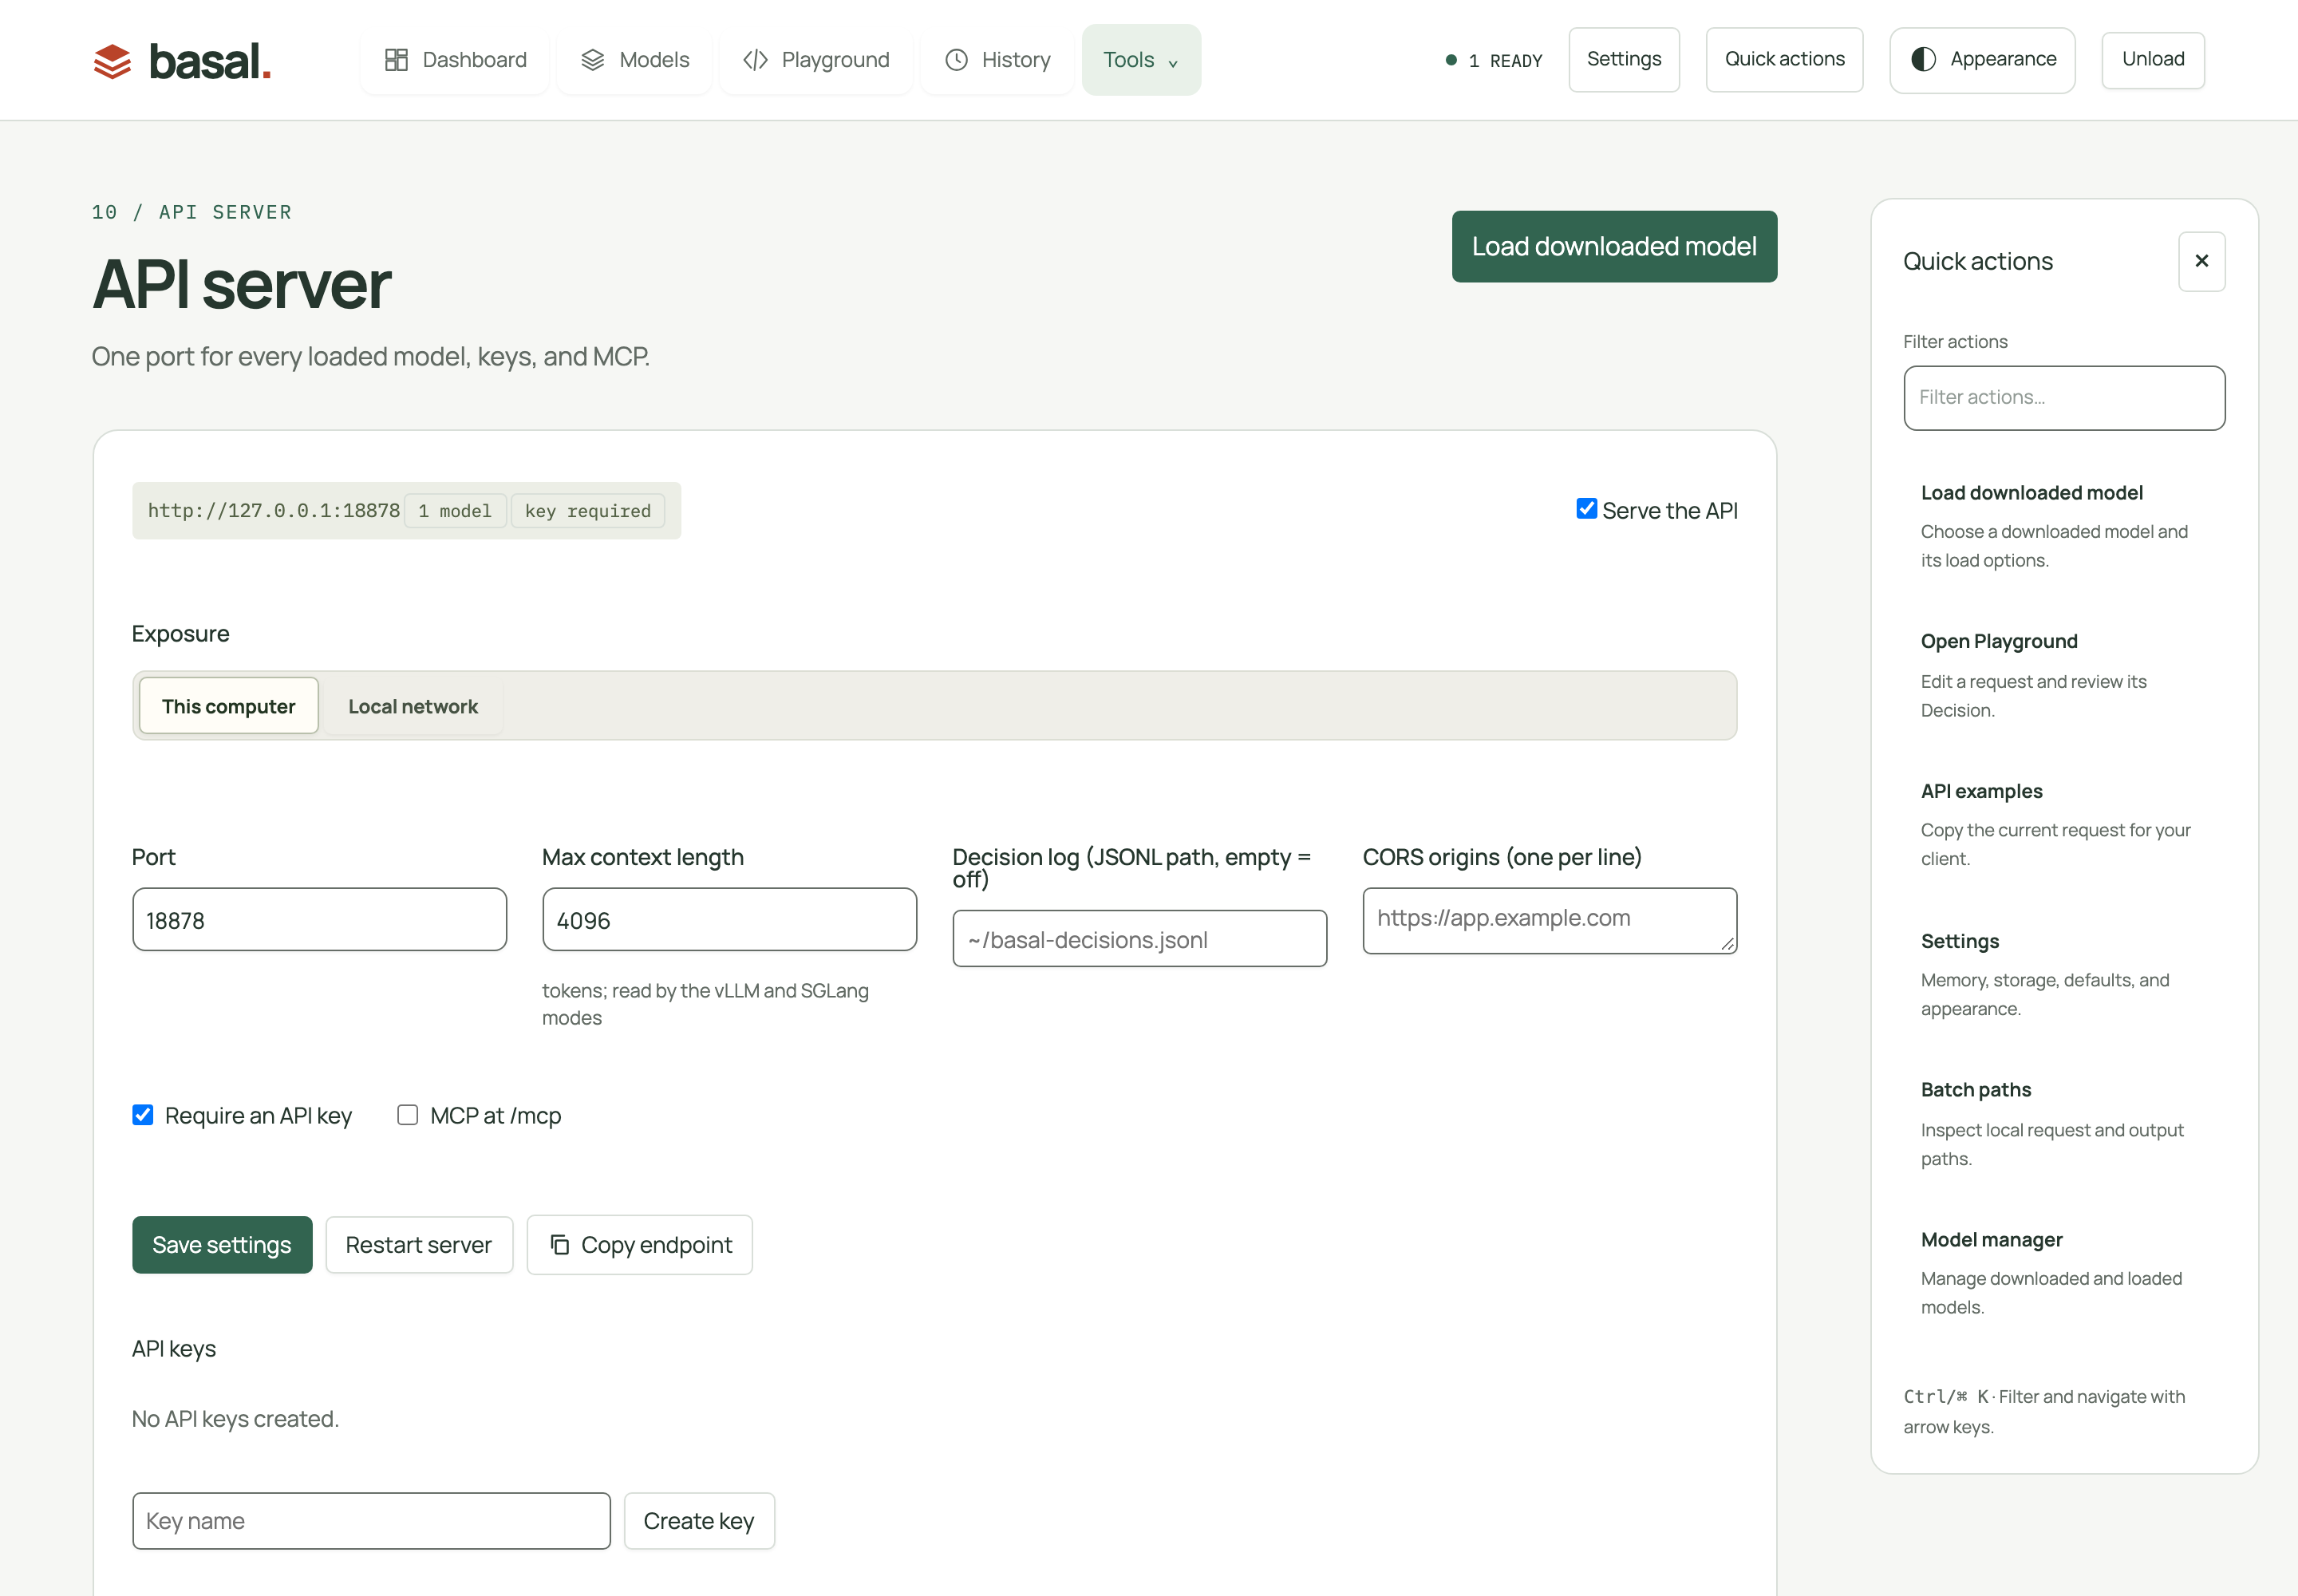 basal.
Dashboard
Models
Playground
History
Tools
1 READY
Settings
Quick actions
Appearance
Unload
10 / API SERVER
API server
One port for every loaded model, keys, and MCP.
Load downloaded model
http://127.0.0.1:18878 1 model key required
Serve the API
Exposure
This computer
Local network
Port
18878
Max context length
4096
tokens; read by the vLLM and SGLang
modes
Decision log (JSONL path, empty =
off)
~/basal-decisions.jsonl
CORS origins (one per line)
https://app.example.com
Require an API key
MCP at /mcp
Save settings
Restart server
Copy endpoint
API keys
No API keys created.
Key name
Create key
Quick actions
×
Filter actions
Filter actions...
Load downloaded model
Choose a downloaded model and
its load options.
Open Playground
Edit a request and review its
Decision.
API examples
Copy the current request for your
client.
Settings
Memory, storage, defaults, and
appearance.
Batch paths
Inspect local request and output
paths.
Model manager
Manage downloaded and loaded
models.
Ctrl/⌘ K · Filter and navigate with
arrow keys.